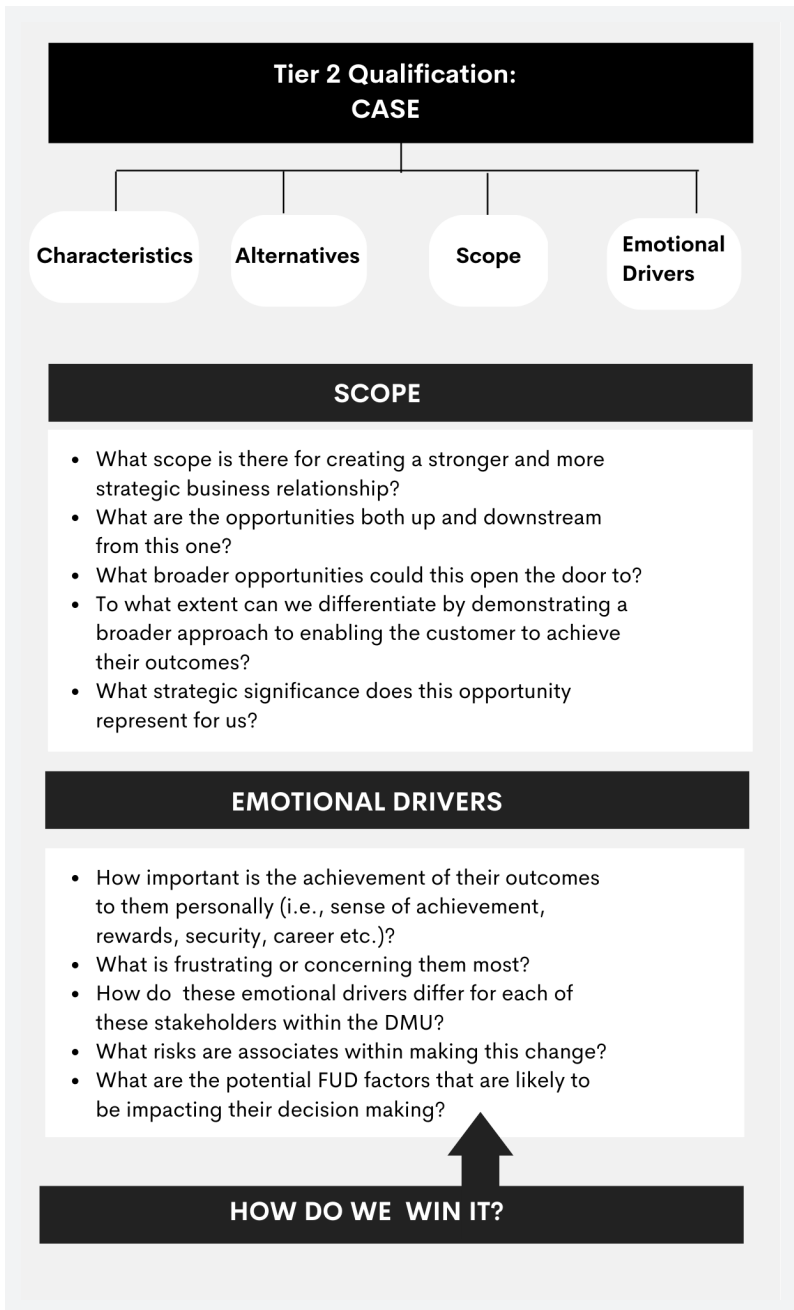 Tier 2 Qualification:
CASE
Characteristics
Alternatives
Scope
Emotional
Drivers
SCOPE
• What scope is there for creating a stronger and more
strategic business relationship?
• What are the opportunities both up and downstream
from this one?
• What broader opportunities could this open the door to?
• To what extent can we differentiate by demonstrating a
broader approach to enabling the customer to achieve
their outcomes?
• What strategic significance does this opportunity
represent for us?
EMOTIONAL DRIVERS
• How important is the achievement of their outcomes
to them personally (i.e., sense of achievement,
rewards, security, career etc.)?
• What is frustrating or concerning them most?
• How do  these emotional drivers differ for each of
these stakeholders within the DMU?
• What risks are associates within making this change?
• What are the potential FUD factors that are likely to
be impacting their decision making?
HOW DO WE  WIN IT?